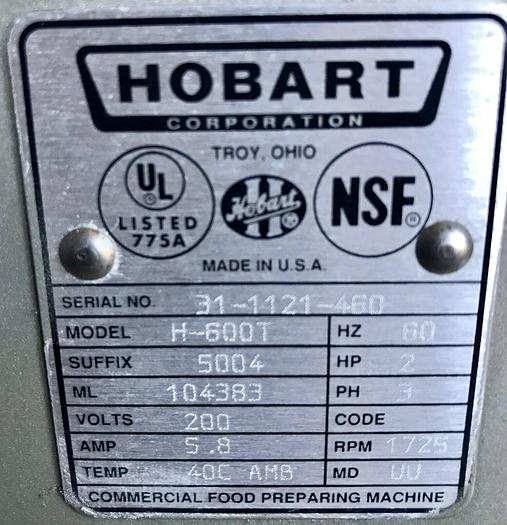 HOBART
CORPORATION
TROY, OHIO
UL
LISTED
775A
Hobart
NSF
MADE IN U.S.A.
SERIAL NO. 31-1121-460
MODEL H-600T HZ 60
SUFFIX 5004 HP 2
ML 104383 PH 3
VOLTS 200 CODE
AMP 5.8 RPM 1725
TEMP 40C AMB MD UU
COMMERCIAL FOOD PREPARING MACHINE